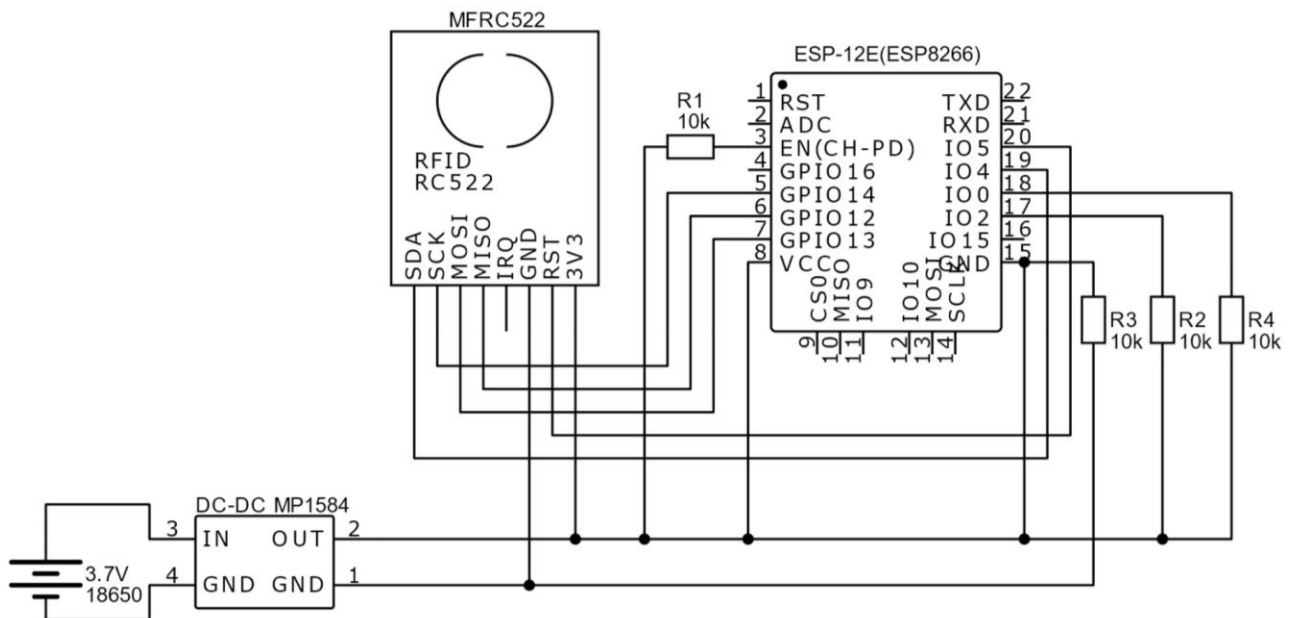 MFRC522
RFID
RC522
SDA
SCK
MOSI
MISO
IRQ
GND
RST
3V3
R1
10k
ESP-12E(ESP8266)
1 RST
2 ADC
3 EN(CH-PD)
4 GPIO16
5 GPIO14
6 GPIO12
7 GPIO13
8 VCC
TXD 22
RXD 21
IO5 20
IO4 19
IO0 18
IO2 17
IO15 16
GND 15
CS0 9
MISO 10
IO9 11
IO10 12
MOSI 13
SCLK 14
R3
10k
R2
10k
R4
10k
DC-DC MP1584
3 IN OUT 2
4 GND GND 1
3.7V
18650